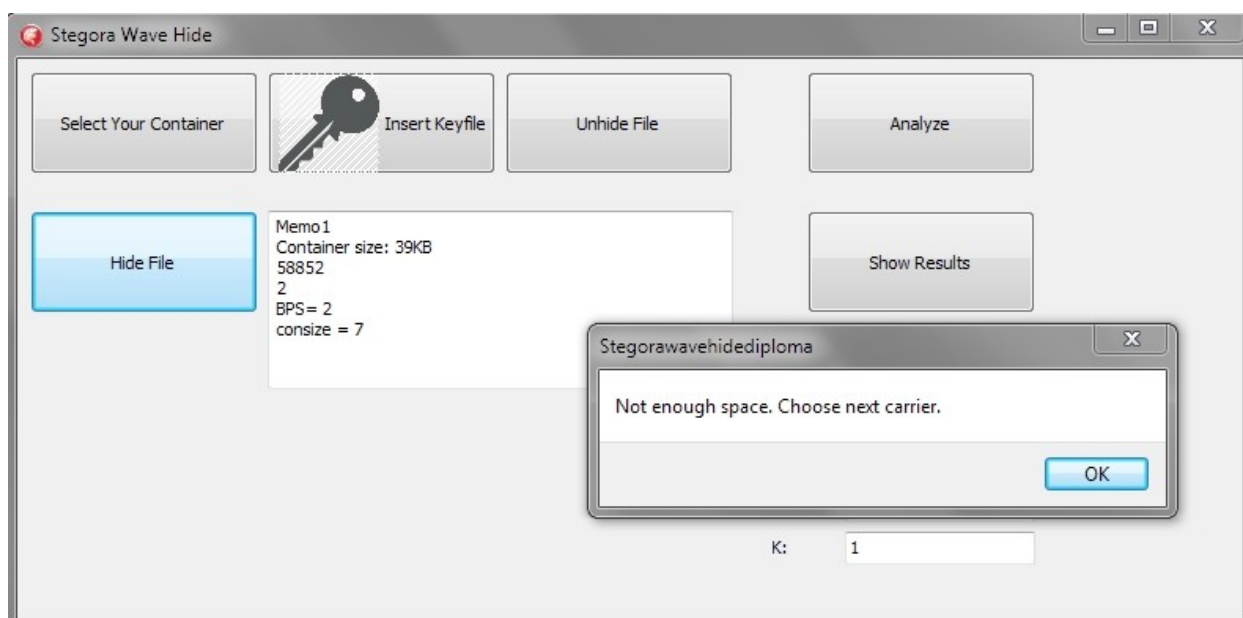 Stegora Wave Hide
Select Your Container
Insert Keyfile
Unhide File
Analyze
Hide File
Memo1
Container size: 39KB
58852
2
BPS= 2
consize = 7
Show Results
Stegorawavehidediploma
Not enough space. Choose next carrier.
OK
K:
1